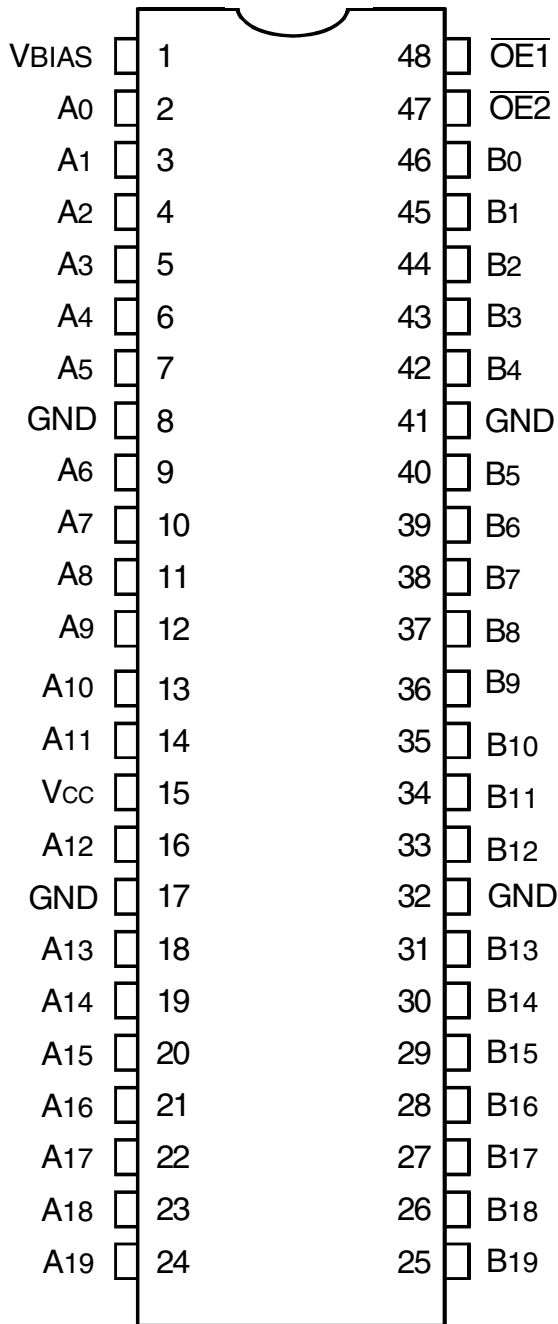 VBIAS 1 48 OE1
A0 2 47 OE2
A1 3 46 B0
A2 4 45 B1
A3 5 44 B2
A4 6 43 B3
A5 7 42 B4
GND 8 41 GND
A6 9 40 B5
A7 10 39 B6
A8 11 38 B7
A9 12 37 B8
A10 13 36 B9
A11 14 35 B10
VCC 15 34 B11
A12 16 33 B12
GND 17 32 GND
A13 18 31 B13
A14 19 30 B14
A15 20 29 B15
A16 21 28 B16
A17 22 27 B17
A18 23 26 B18
A19 24 25 B19